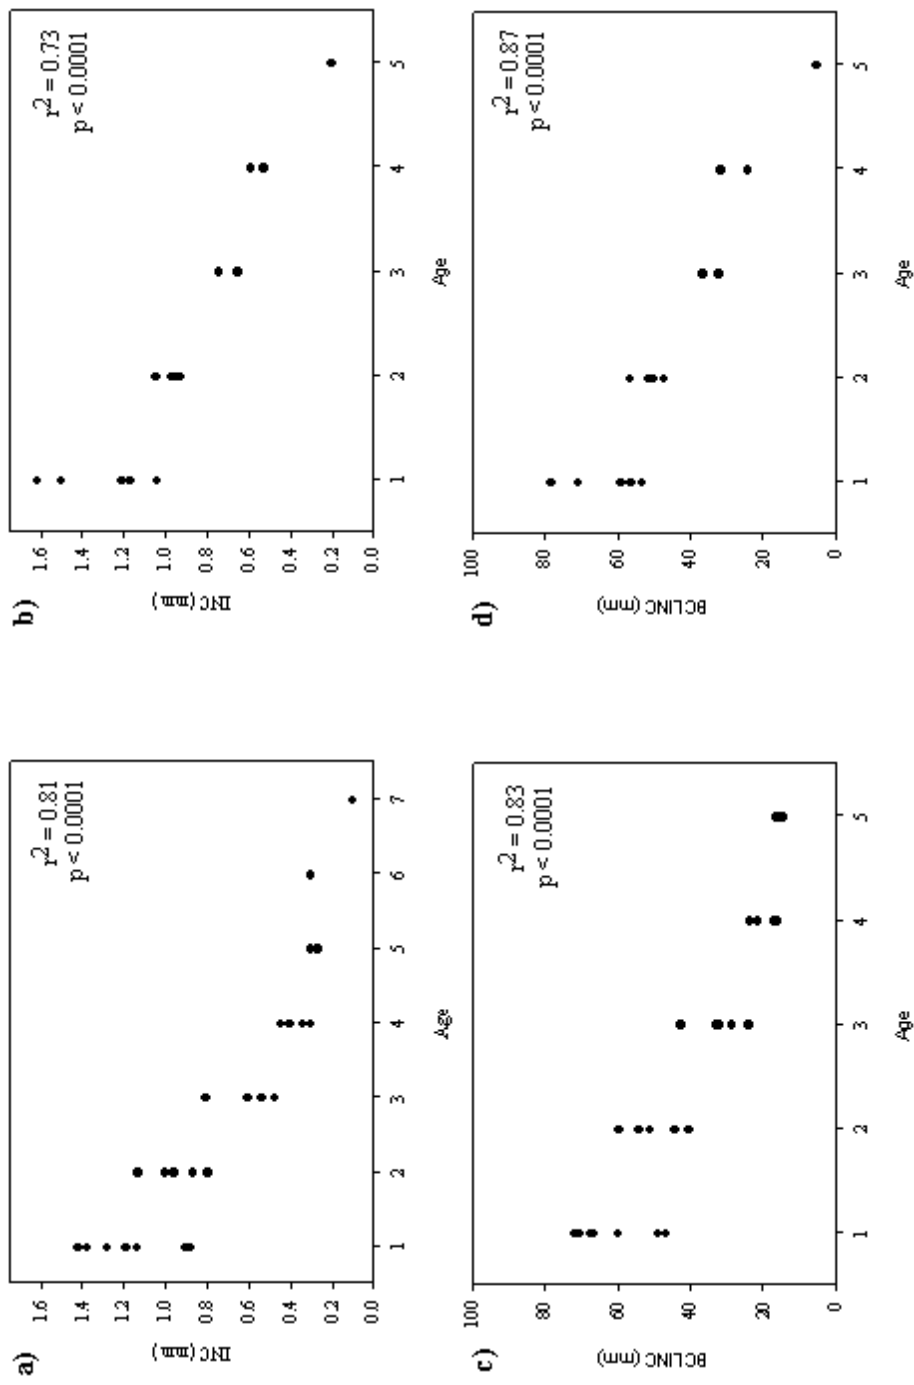 a)
r² = 0.81
p < 0.0001
INC (mm)
1.6
1.4
1.2
1.0
0.8
0.6
0.4
0.2
0.0
1 2 3 4 5 6 7
Age
b)
r² = 0.73
p < 0.0001
INC (mm)
1.6
1.4
1.2
1.0
0.8
0.6
0.4
0.2
0.0
1 2 3 4 5
Age
c)
r² = 0.83
p < 0.0001
BCLINC (mm)
100
80
60
40
20
0
1 2 3 4 5
Age
d)
r² = 0.87
p < 0.0001
BCLINC (mm)
100
80
60
40
20
0
1 2 3 4 5
Age